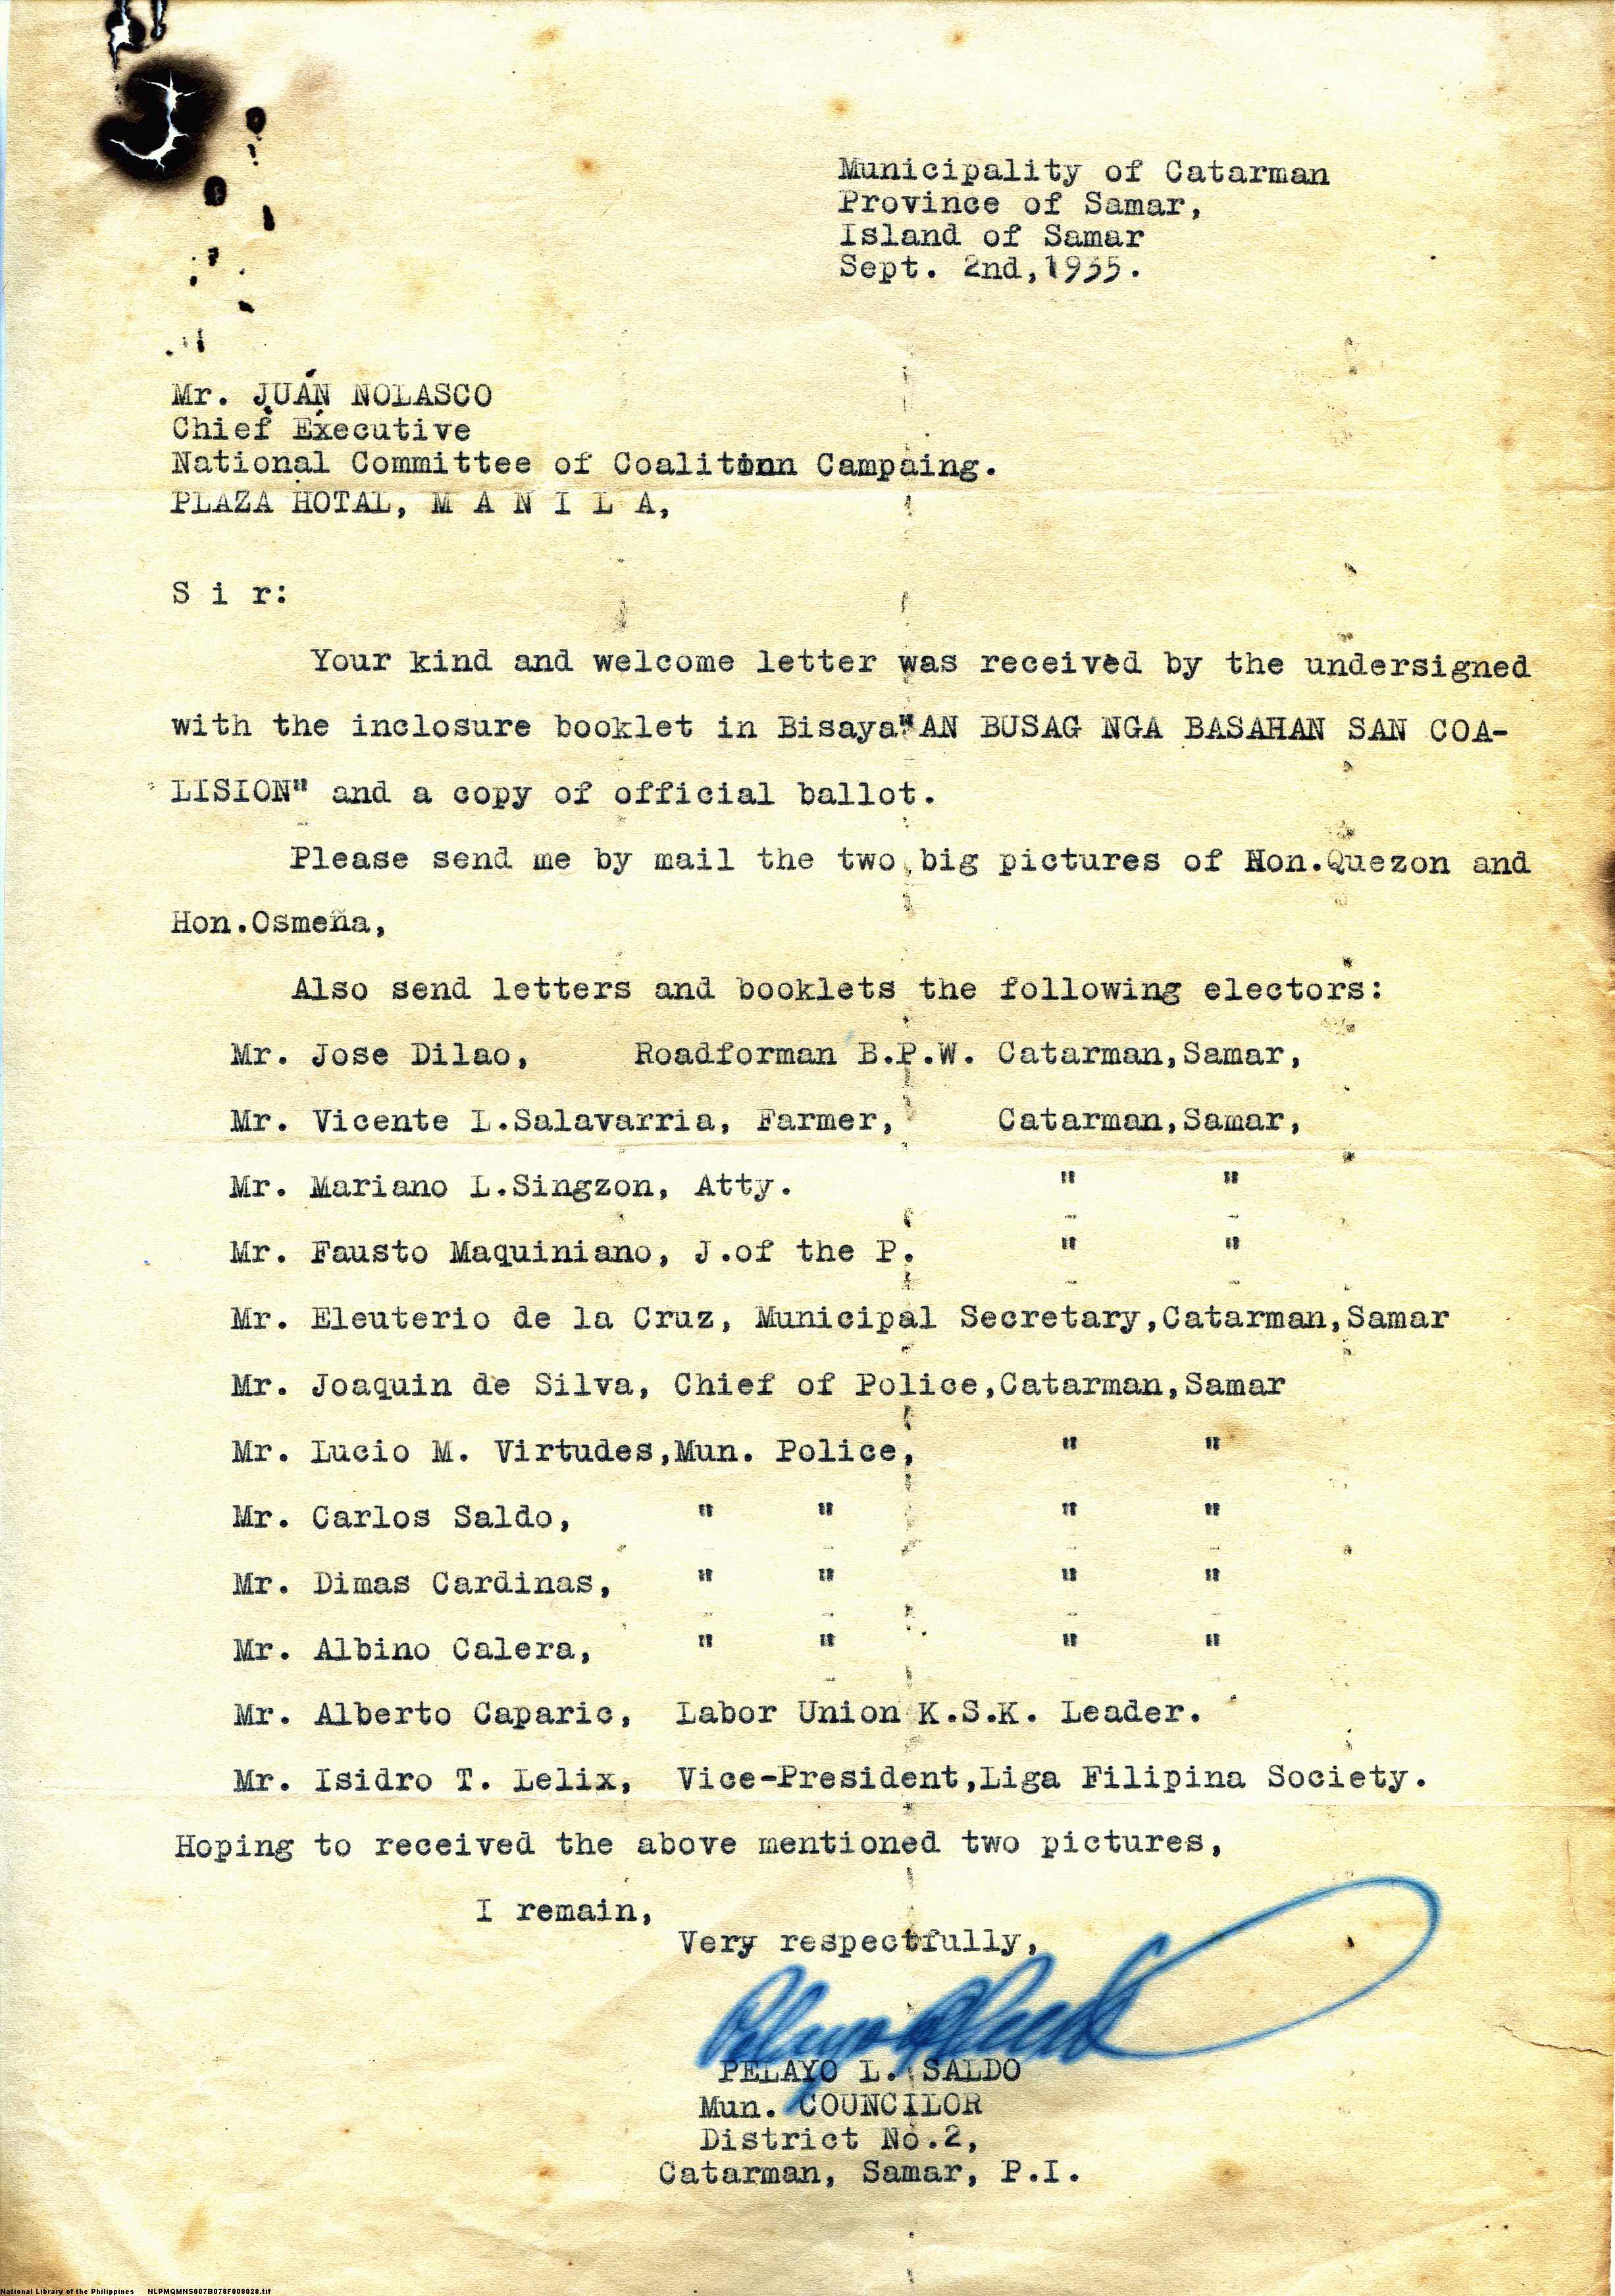 Municipality of Catarman
Province of Samar,
Island of Samar
Sept. 2nd,1935.
Mr. JUAN NOLASCO
Chief Executive
National Committee of Coalitinn Campaing.
PLAZA HOTAL, M A N I L A,
S i r:
Your kind and welcome letter was received by the undersigned
with the inclosure booklet in Bisaya"AN BUSAG NGA BASAHAN SAN COA-
LISION" and a copy of official ballot.
Please send me by mail the two big pictures of Hon.Quezon and
Hon.Osmeña,
Also send letters and booklets the following electors:
Mr. Jose Dilao, Roadforman B.P.W. Catarman,Samar,
Mr. Vicente L.Salavarria, Farmer, Catarman,Samar,
Mr. Mariano L.Singzon, Atty. " "
Mr. Fausto Maquiniano, J.of the P. " "
Mr. Eleuterio de la Cruz, Municipal Secretary,Catarman,Samar
Mr. Joaquin de Silva, Chief of Police,Catarman,Samar
Mr. Lucio M. Virtudes,Mun. Police, " "
Mr. Carlos Saldo, " " " "
Mr. Dimas Cardinas, " " " "
Mr. Albino Calera, " " " "
Mr. Alberto Caparic, Labor Union K.S.K. Leader.
Mr. Isidro T. Lelix, Vice-President,Liga Filipina Society.
Hoping to received the above mentioned two pictures,
I remain,
Very respectfully,
PELAYO L. SALDO
Mun. COUNCILOR
District No.2,
Catarman, Samar, P.I.
National Library of the Philippines NLPMQMNS007B078F008028.tif